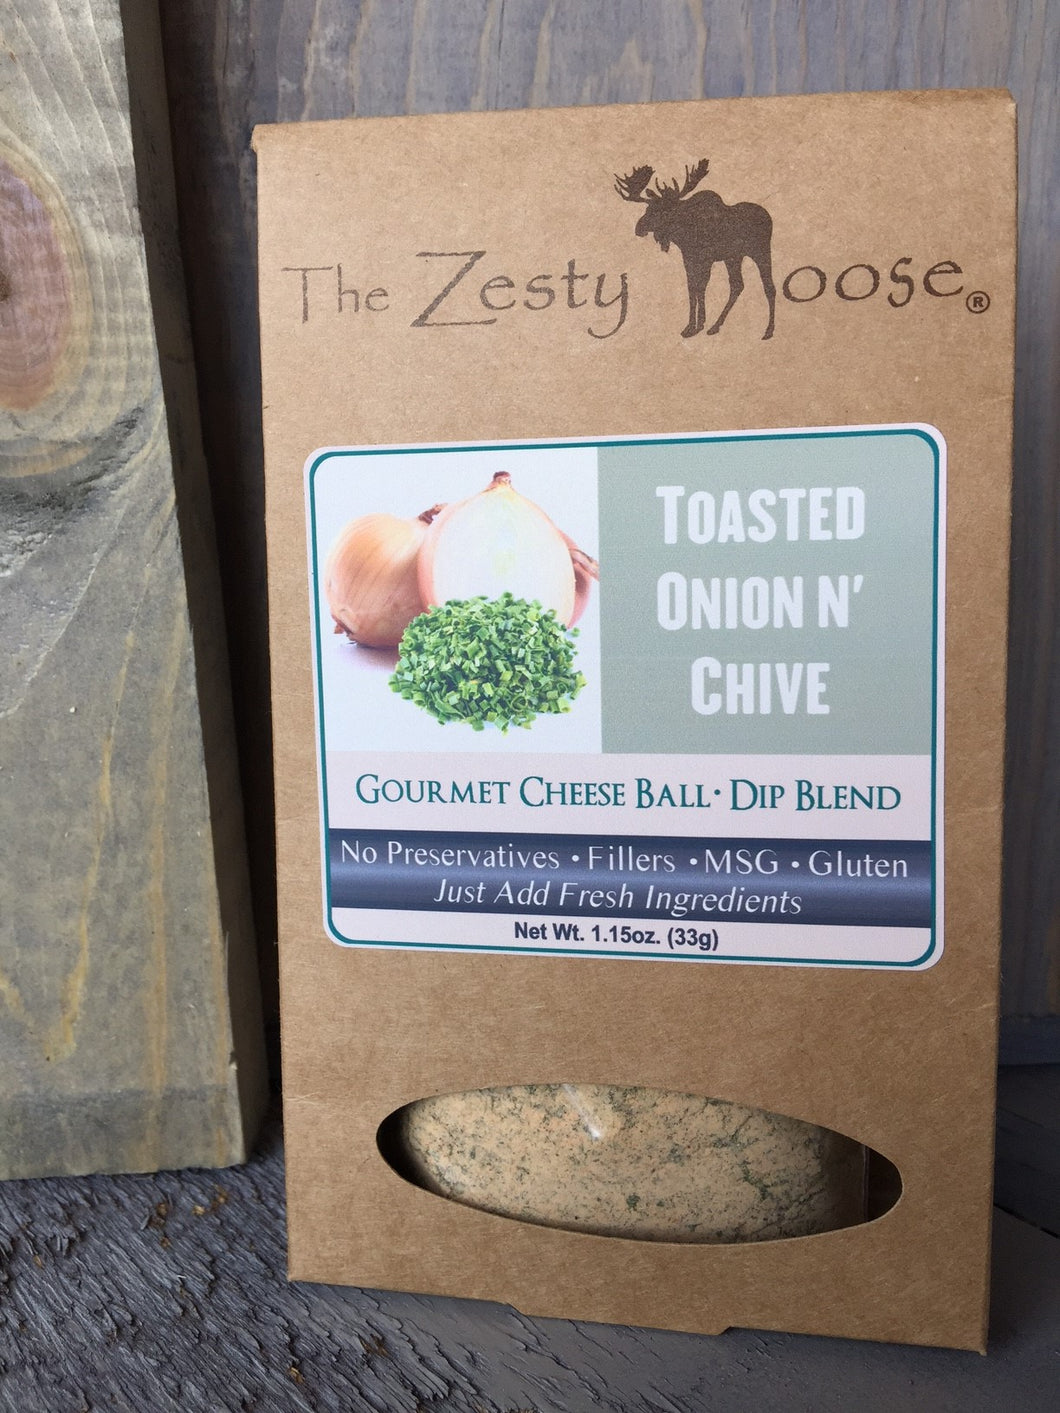 The Zesty Moose®
TOASTED
ONION N'
CHIVE
GOURMET CHEESE BALL • DIP BLEND
No Preservatives • Fillers • MSG • Gluten
Just Add Fresh Ingredients
Net Wt. 1.15oz. (33g)